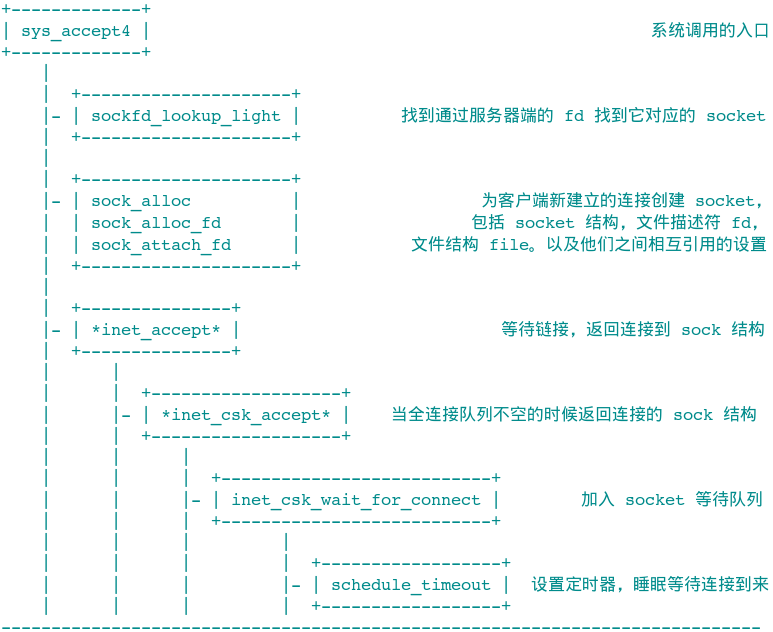 sys_accept4 系统调用的入口
sockfd_lookup_light 找到通过服务器端的 fd 找到它对应的 socket
sock_alloc 为客户端新建立的连接创建 socket,
sock_alloc_fd 包括 socket 结构, 文件描述符 fd,
sock_attach_fd 文件结构 file。以及他们之间相互引用的设置
*inet_accept* 等待链接, 返回连接到 sock 结构
*inet_csk_accept* 当全连接队列不空的时候返回连接的 sock 结构
inet_csk_wait_for_connect 加入 socket 等待队列
schedule_timeout 设置定时器, 睡眠等待连接到来